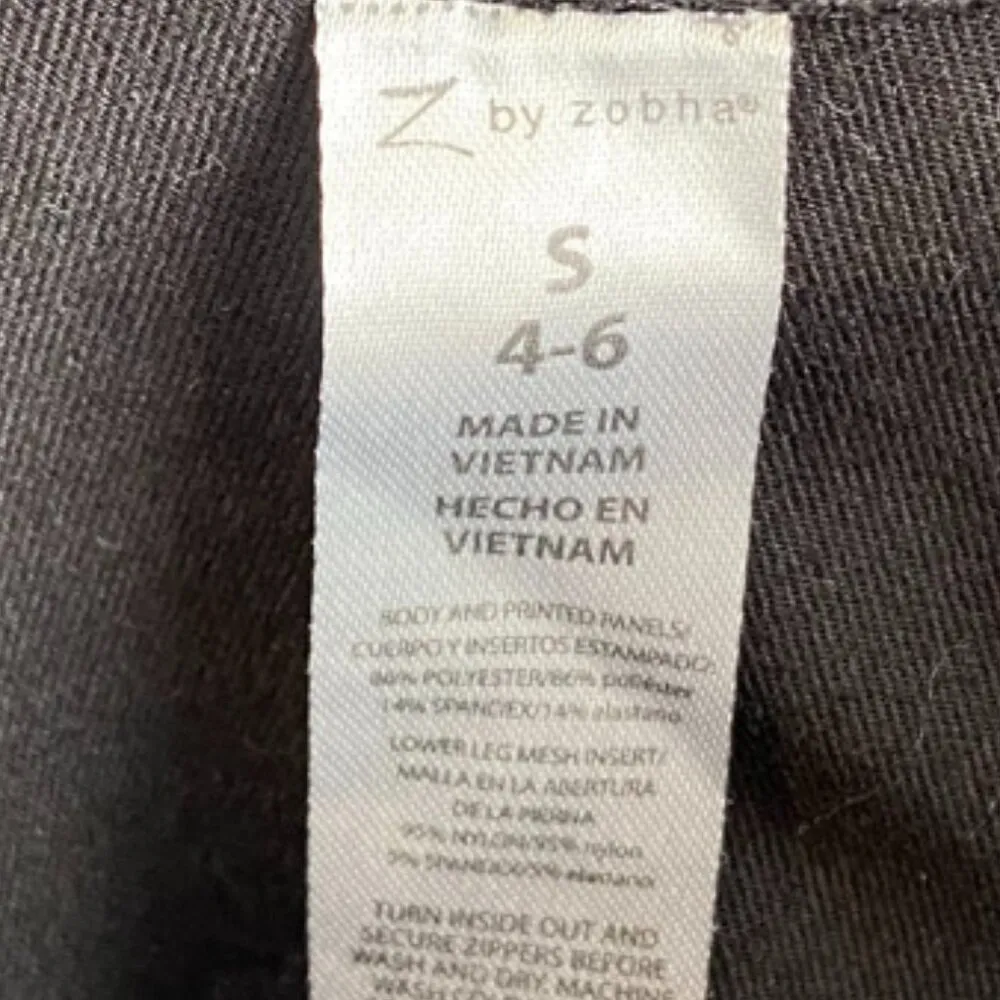 Z by zobha®
S
4-6
MADE IN
VIETNAM
HECHO EN
VIETNAM
BODY AND PRINTED PANELS/
CUERPO Y INSERTOS ESTAMPADO:
86% POLYESTER/86% poliéster
14% SPANDEX/14% elastano
LOWER LEG MESH INSERT/
MALLA EN LA ABERTURA
DE LA PIERNA
95% NYLON/95% nylon
5% SPANDEX/5% elastano
TURN INSIDE OUT AND
SECURE ZIPPERS BEFORE
WASH AND DRY. MACHINE
WASH